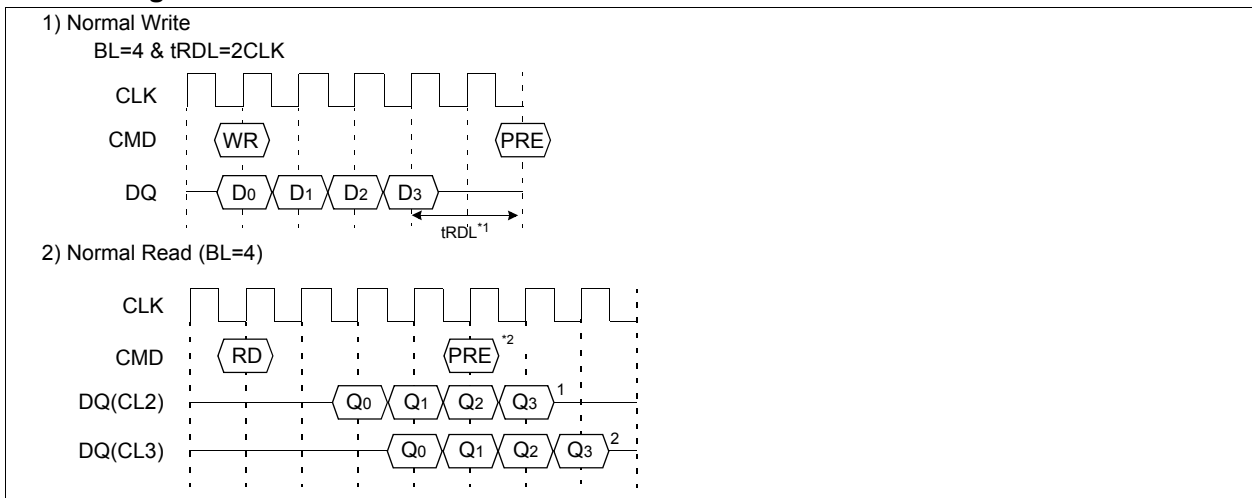 1) Normal Write
BL=4 & tRDL=2CLK
CLK
CMD WR PRE
DQ D0 D1 D2 D3
tRDL*1
2) Normal Read (BL=4)
CLK
CMD RD PRE *2
DQ(CL2) Q0 Q1 Q2 Q3 1
DQ(CL3) Q0 Q1 Q2 Q3 2